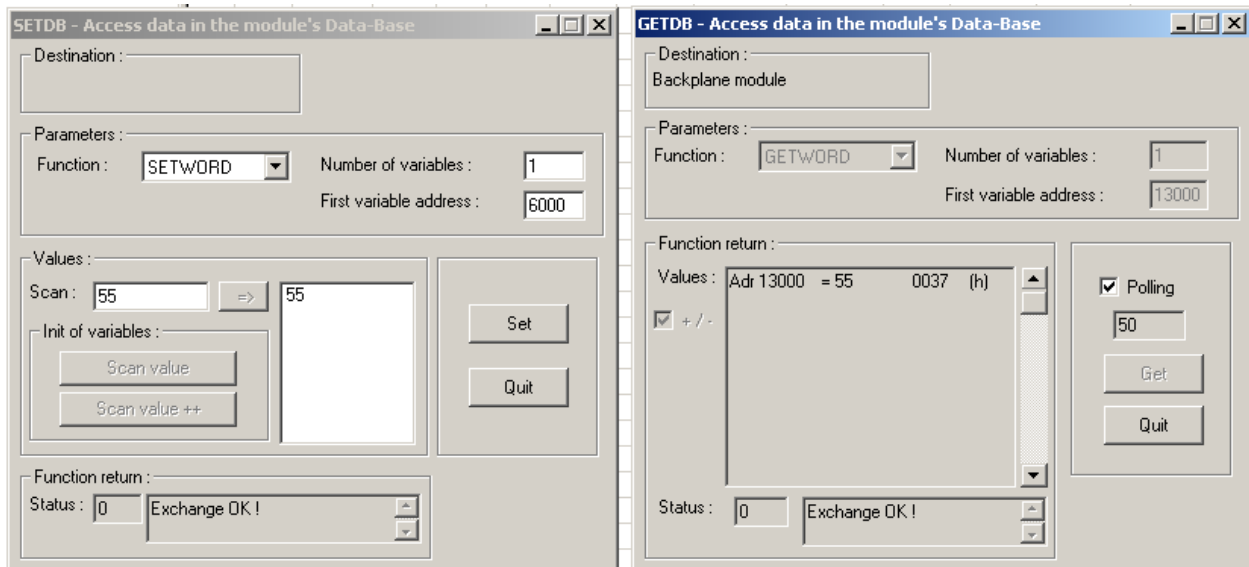 SETDB - Access data in the module's Data-Base
Destination :
Parameters :
Function :
SETWORD
Number of variables :
1
First variable address :
6000
Values :
Scan :
55
=>
55
Init of variables :
Scan value
Scan value ++
Set
Quit
Function return :
Status :
0
Exchange OK !
GETDB - Access data in the module's Data-Base
Destination :
Backplane module
Parameters :
Function :
GETWORD
Number of variables :
1
First variable address :
13000
Function return :
Values :
Adr 13000 = 55 0037 (h)
+ / -
Polling
50
Get
Quit
Status :
0
Exchange OK !